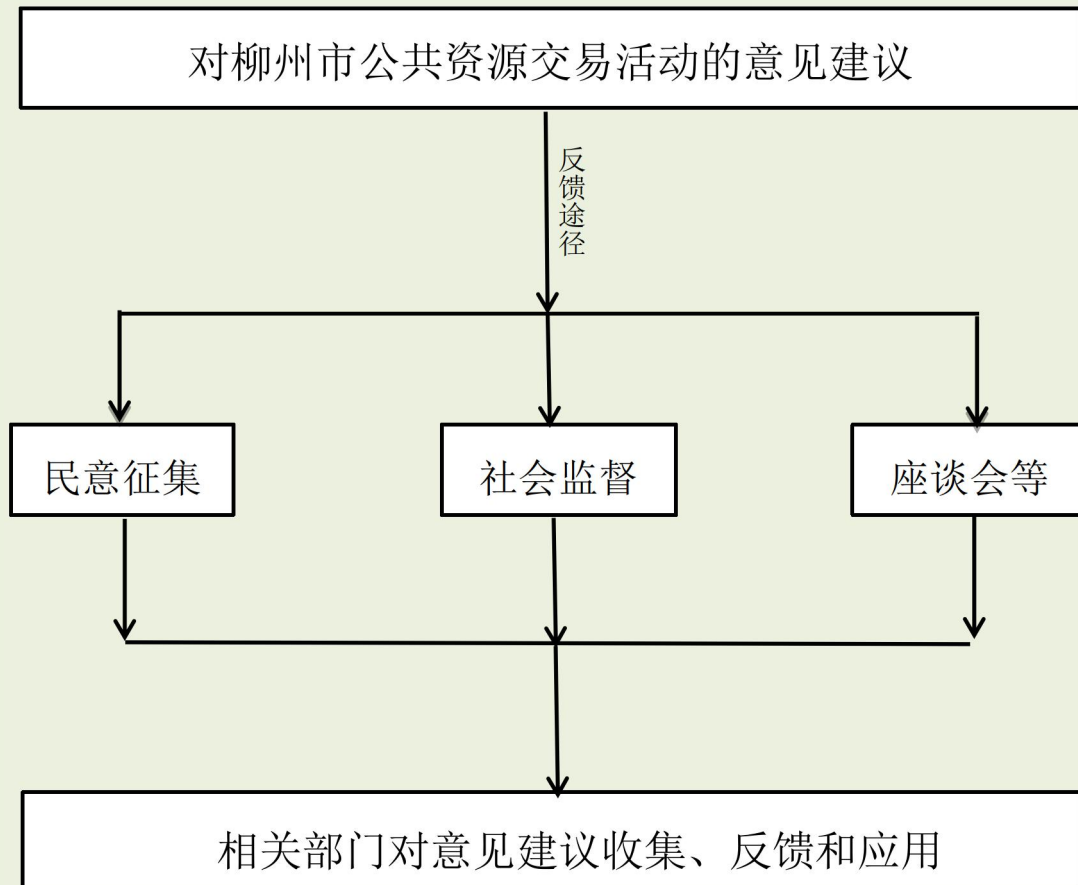 对柳州市公共资源交易活动的意见建议
反馈途径
民意征集
社会监督
座谈会等
相关部门对意见建议收集、反馈和应用